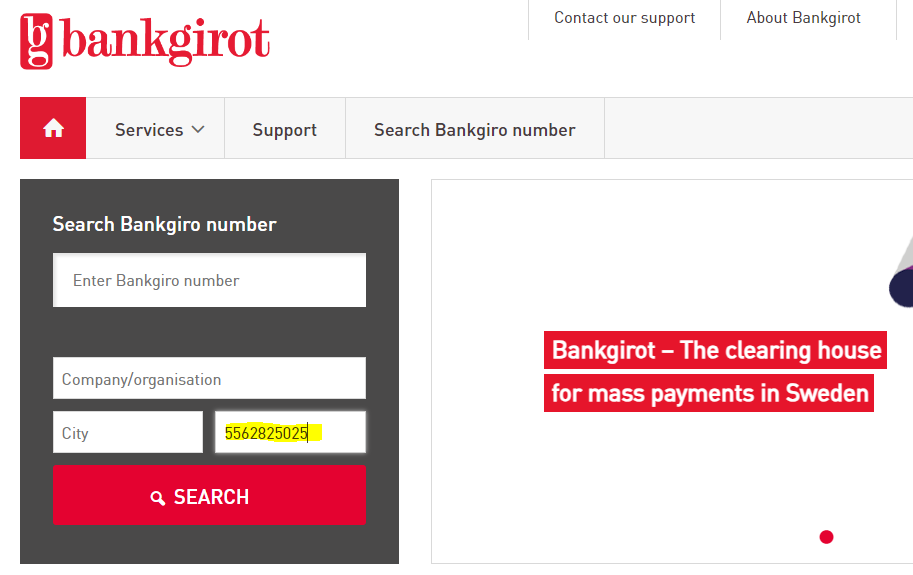 bankgirot
Contact our support
About Bankgirot
Services
Support
Search Bankgiro number
Search Bankgiro number
Enter Bankgiro number
Company/organisation
City
5562825025
SEARCH
Bankgirot – The clearing house
for mass payments in Sweden